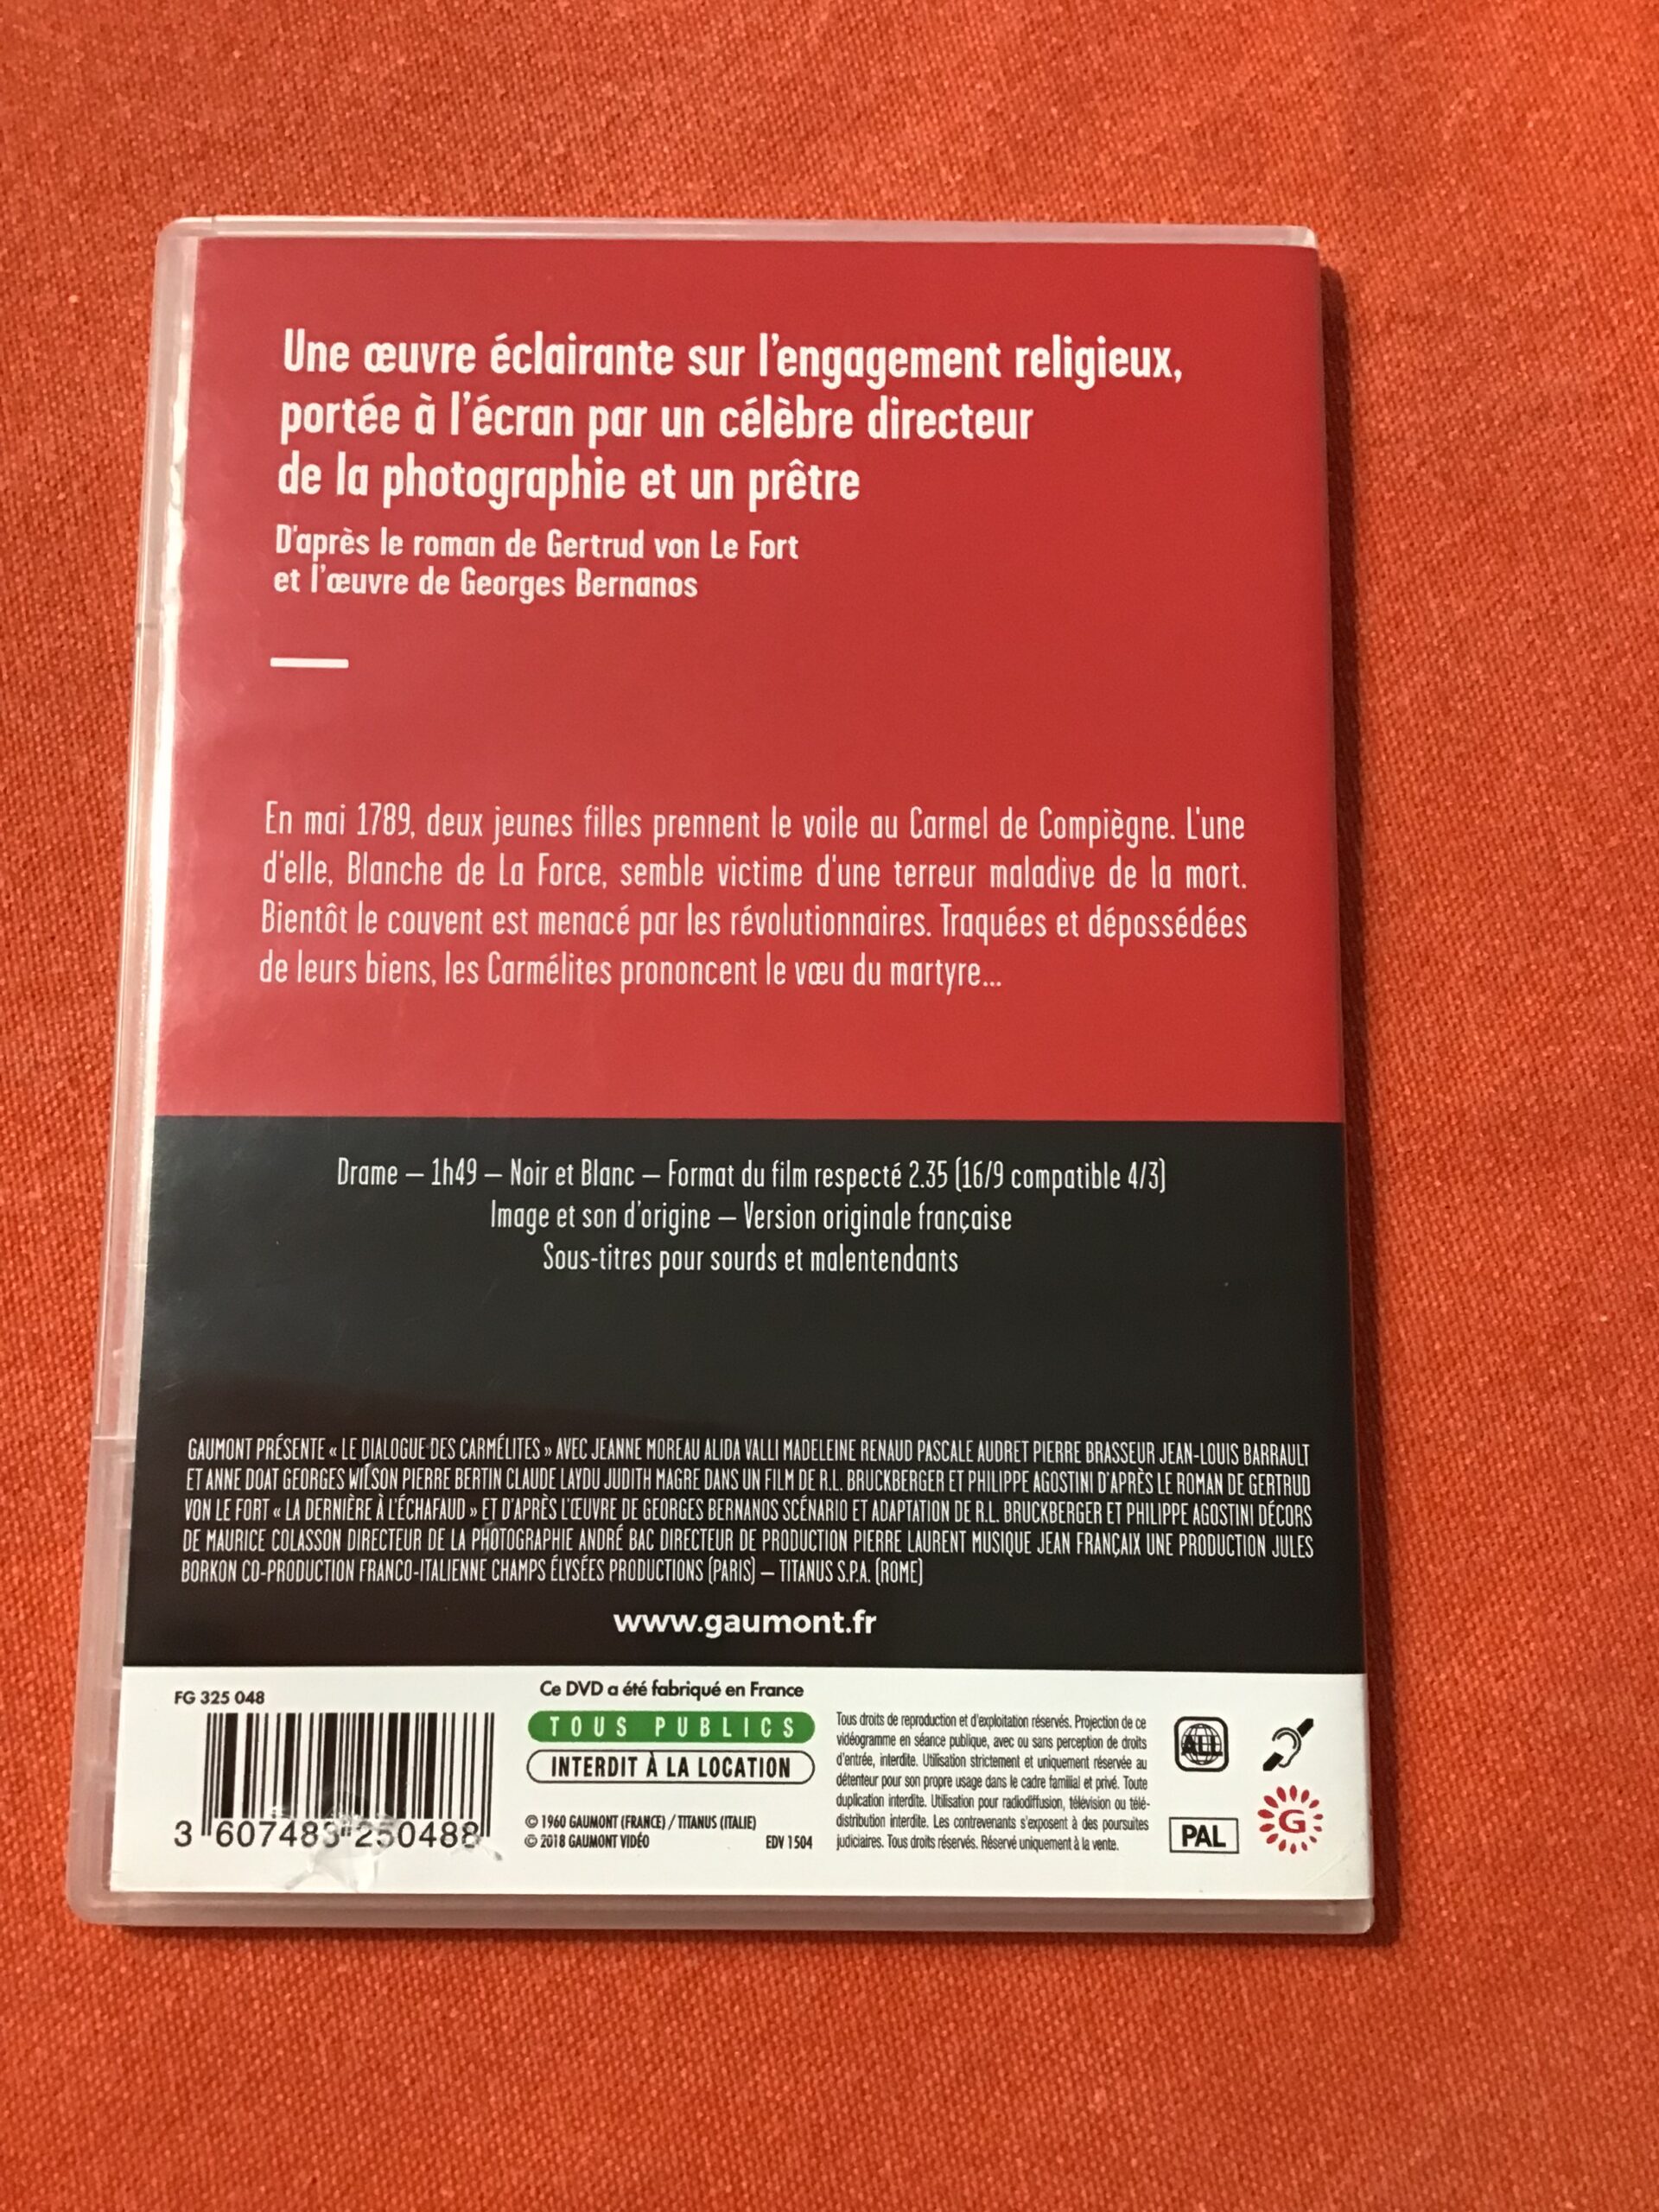 Une œuvre éclairante sur l'engagement religieux,
portée à l'écran par un célèbre directeur
de la photographie et un prêtre
D'après le roman de Gertrud von Le Fort
et l'œuvre de Georges Bernanos
En mai 1789, deux jeunes filles prennent le voile au Carmel de Compiègne. L'une
d'elle, Blanche de La Force, semble victime d'une terreur maladive de la mort.
Bientôt le couvent est menacé par les révolutionnaires. Traquées et dépossédées
de leurs biens, les Carmélites prononcent le vœu du martyre...
Drame – 1h49 – Noir et Blanc – Format du film respecté 2.35 (16/9 compatible 4/3)
Image et son d'origine – Version originale française
Sous-titres pour sourds et malentendants
GAUMONT PRÉSENTE « LE DIALOGUE DES CARMÉLITES » AVEC JEANNE MOREAU ALIDA VALLI MADELEINE RENAUD PASCALE AUDRET PIERRE BRASSEUR JEAN-LOUIS BARRAULT
ET ANNE DOAT GEORGES WILSON PIERRE BERTIN CLAUDE LAYDU JUDITH MAGRE DANS UN FILM DE R.L. BRUCKBERGER ET PHILIPPE AGOSTINI D'APRÈS LE ROMAN DE GERTRUD
VON LE FORT « LA DERNIÈRE À L'ÉCHAFAUD » ET D'APRÈS L'ŒUVRE DE GEORGES BERNANOS SCÉNARIO ET ADAPTATION DE R.L. BRUCKBERGER ET PHILIPPE AGOSTINI DÉCORS
DE MAURICE COLASSON DIRECTEUR DE LA PHOTOGRAPHIE ANDRÉ BAC DIRECTEUR DE PRODUCTION PIERRE LAURENT MUSIQUE JEAN FRANÇAIX UNE PRODUCTION JULES
BORKON CO-PRODUCTION FRANCO-ITALIENNE CHAMPS ÉLYSÉES PRODUCTIONS (PARIS) – TITANUS S.P.A. (ROME)
www.gaumont.fr
FG 325 048
3 607483 250488
Ce DVD a été fabriqué en France
TOUS PUBLICS
INTERDIT À LA LOCATION
© 1960 GAUMONT (FRANCE) / TITANUS (ITALIE)
© 2018 GAUMONT VIDÉO EDV 1504
Tous droits de reproduction et d'exploitation réservés. Projection de ce
vidéogramme en séance publique, avec ou sans perception de droits
d'entrée, interdite. Utilisation strictement et uniquement réservée au
détenteur pour son propre usage dans le cadre familial et privé. Toute
duplication interdite. Utilisation pour radiodiffusion, télévision ou télé-
distribution interdite. Les contrevenants s'exposent à des poursuites
judiciaires. Tous droits réservés. Réservé uniquement à la vente.
ALL
PAL
G